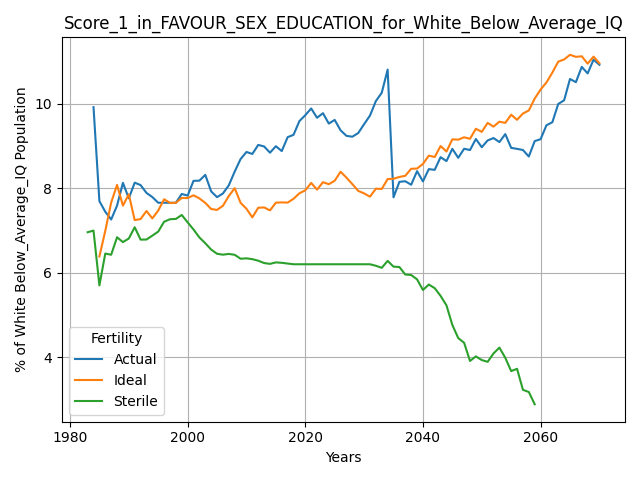 Score_1_in_FAVOUR_SEX_EDUCATION_for_White_Below_Average_IQ
% of White Below_Average_IQ Population
10
8
6
4
Fertility
Actual
Ideal
Sterile
1980
2000
2020
2040
2060
Years